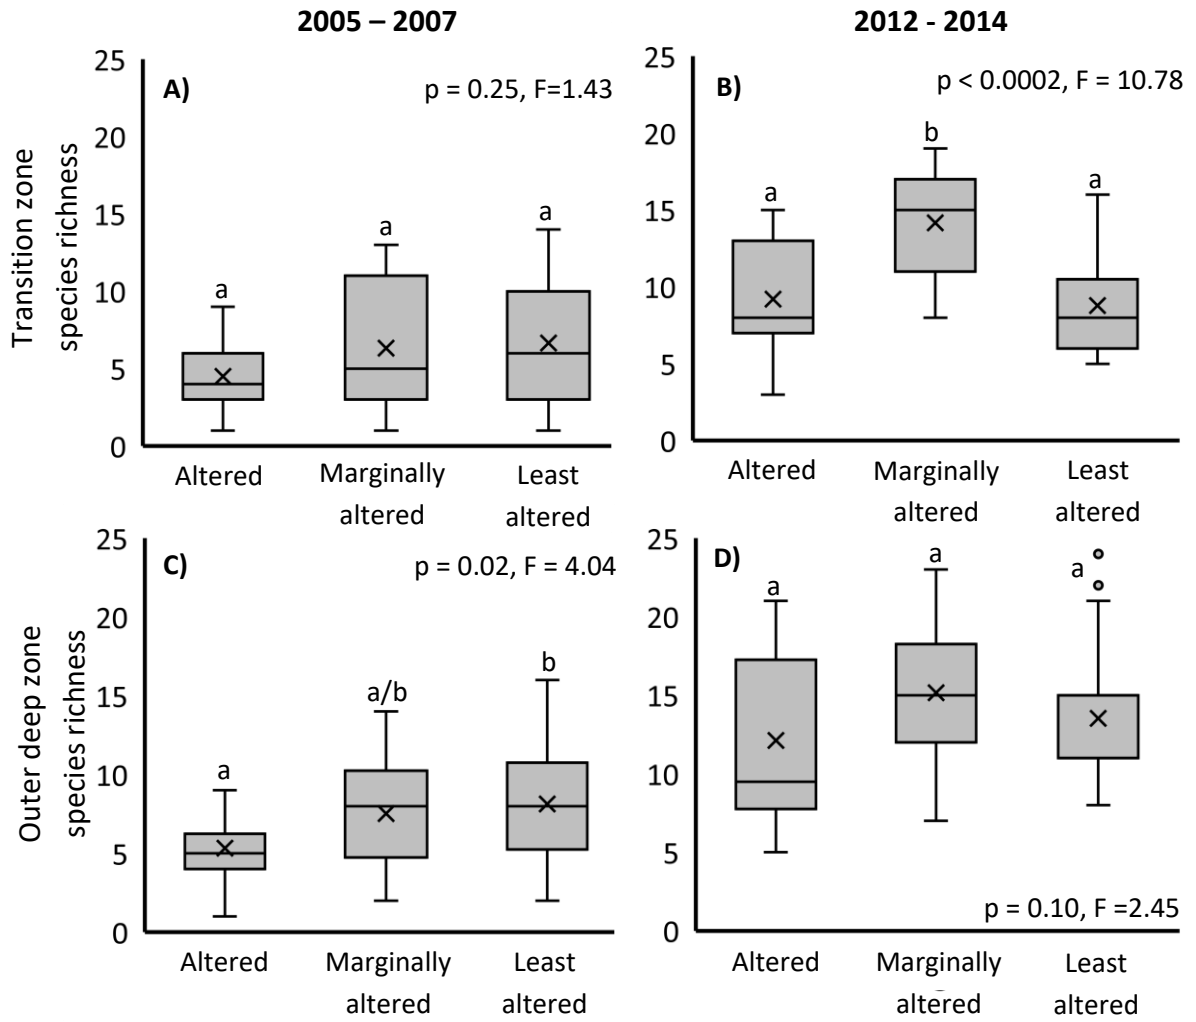 2005 – 2007
2012 - 2014
Transition zone
species richness
25
20
15
10
5
0
A)
p = 0.25, F=1.43
a
a
a
Altered
Marginally
altered
Least
altered
25
20
15
10
5
0
B)
p < 0.0002, F = 10.78
a
b
a
Altered
Marginally
altered
Least
altered
Outer deep zone
species richness
25
20
15
10
5
0
C)
p = 0.02, F = 4.04
a
a/b
b
Altered
Marginally
altered
Least
altered
25
20
15
10
5
0
D)
a
a
a
p = 0.10, F =2.45
Altered
Marginally
altered
Least
altered